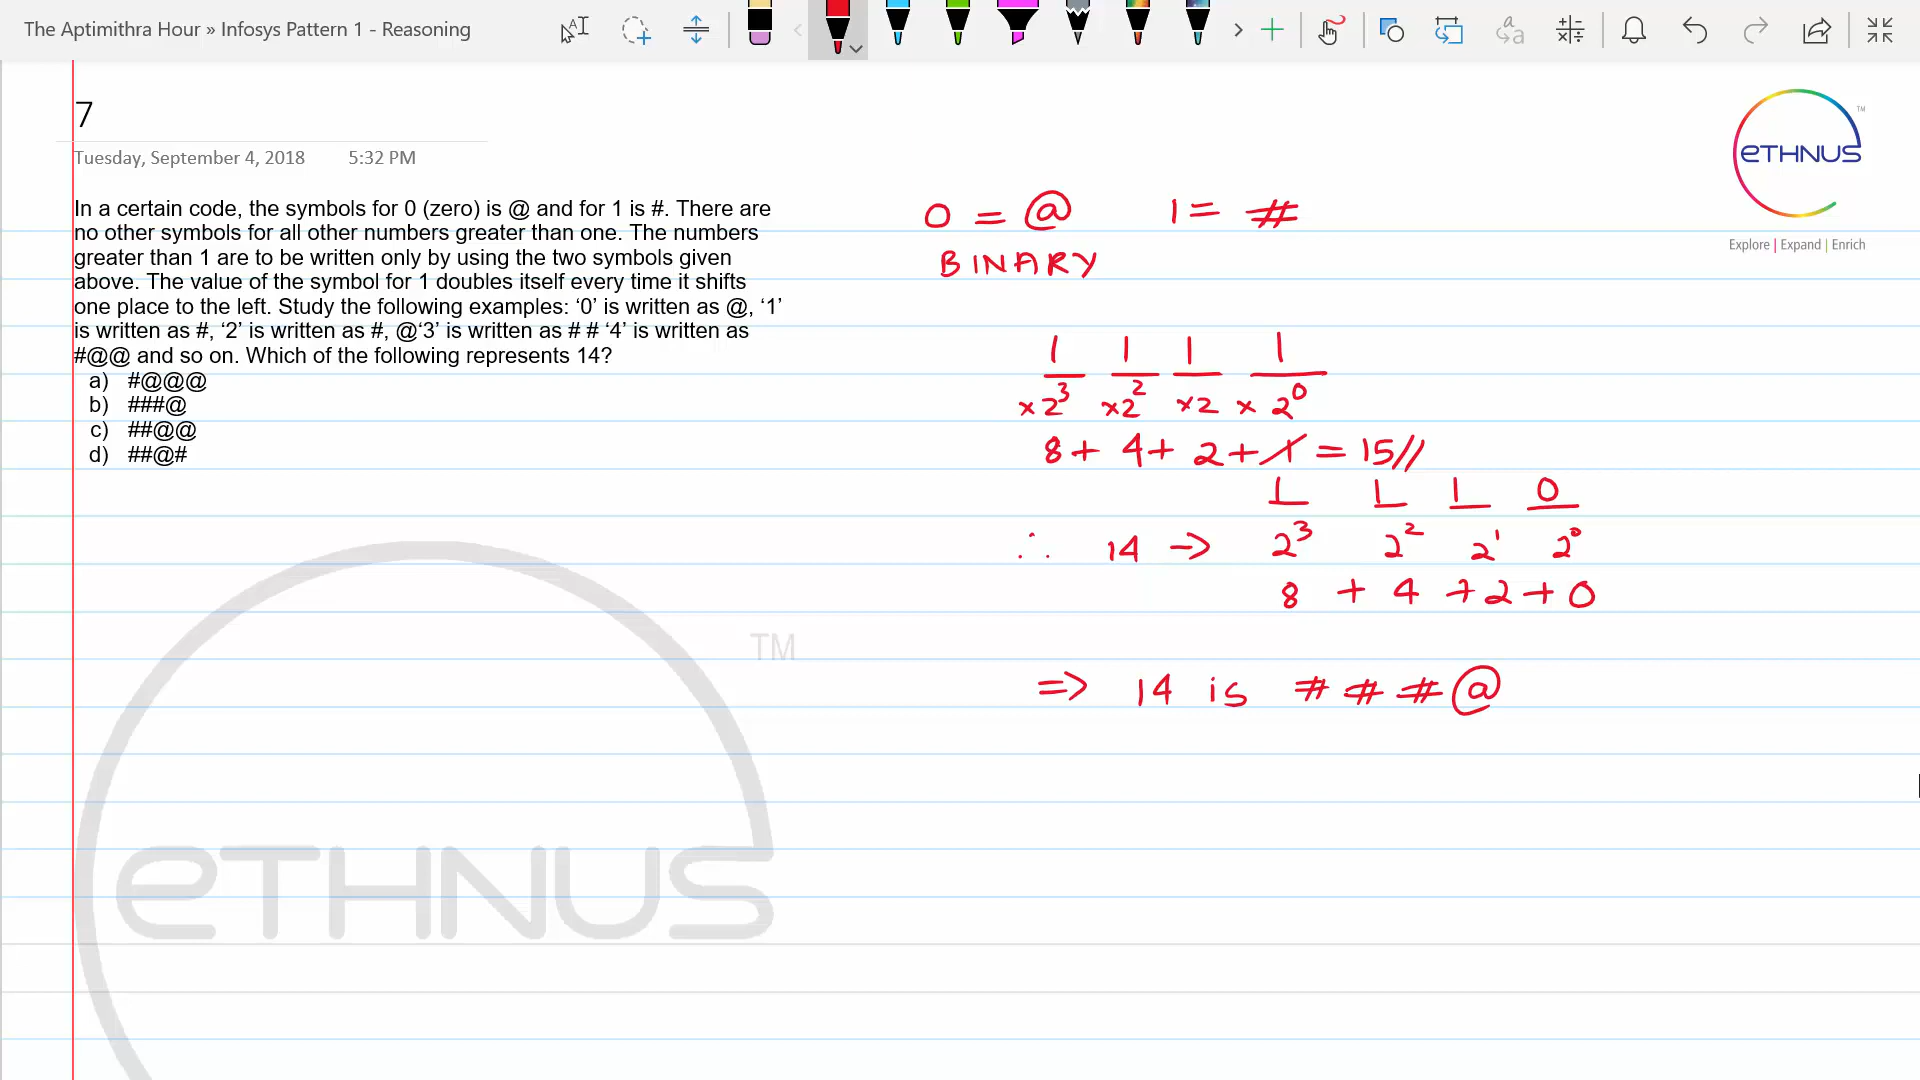 The Aptimithra Hour » Infosys Pattern 1 - Reasoning
7
Tuesday, September 4, 2018 5:32 PM
In a certain code, the symbols for 0 (zero) is @ and for 1 is #. There are
no other symbols for all other numbers greater than one. The numbers
greater than 1 are to be written only by using the two symbols given
above. The value of the symbol for 1 doubles itself every time it shifts
one place to the left. Study the following examples: ‘0’ is written as @, ‘1’
is written as #, ‘2’ is written as #, @‘3’ is written as # # ‘4’ is written as
#@@ and so on. Which of the following represents 14?
a) #@@@
b) ###@
c) ##@@
d) ##@#
0 = @ 1 = #
BINARY
1 1 1 1
×2³ ×2² ×2 × 2⁰
8 + 4 + 2 + 1 = 15//
1 1 1 0
∴ 14 → 2³ 2² 2¹ 2⁰
8 + 4 + 2 + 0
⇒ 14 is # # # @
eTHNUS
TM
Explore | Expand | Enrich
eTHNUS
TM